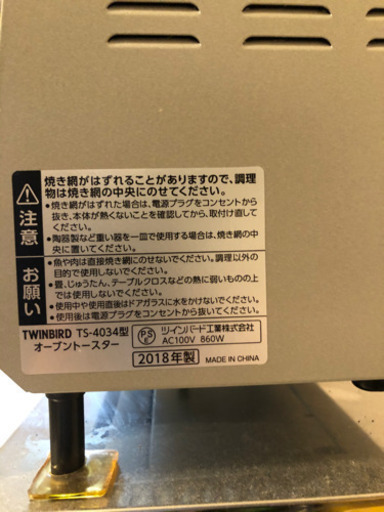 注意
焼き網がはずれることがありますので、調理
物は焼き網の中央にのせてください。
•焼き網がはずれた場合は、電源プラグをコンセントから
抜き、本体が熱くないことを確認してから、取付け直して
ください。
•陶器製など重い器を一図で使用する場合は、焼き網の中
央に置いてください。
お願い
•魚や肉は直接焼き網にのせないでください。調理以外の
目的で使用しないでください。
•畳、じゅうたん、テーブルクロスなどの熱に弱いものの上
では使用しないでください。
•使用中や使用直後はドアガラスに水をかけないでください。
•使用後は電源プラグをコンセントから抜いてください。
TWINBIRD TS-4034型
オーブントースター
PSE
ツインバード工業株式会社
AC100V 860W
2018年製
MADE IN CHINA